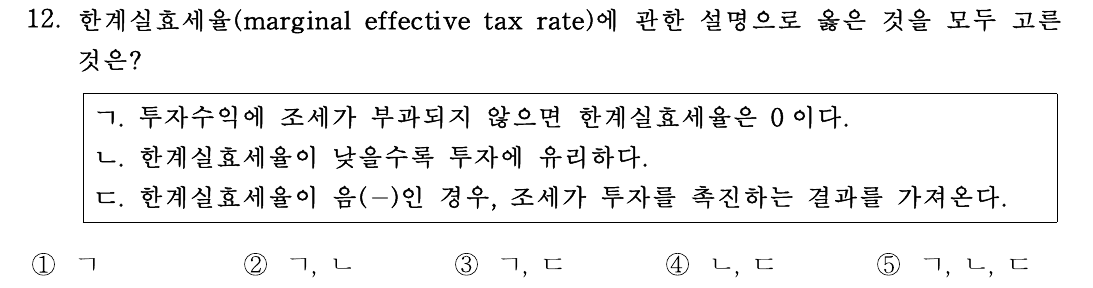 12. 한계실효세율(marginal effective tax rate)에 관한 설명으로 옳은 것을 모두 고른
것은?
ㄱ. 투자수익에 조세가 부과되지 않으면 한계실효세율은 0이다.
ㄴ. 한계실효세율이 낮을수록 투자에 유리하다.
ㄷ. 한계실효세율이 음(−)인 경우, 조세가 투자를 촉진하는 결과를 가져온다.
① ㄱ ② ㄱ, ㄴ ③ ㄱ, ㄷ ④ ㄴ, ㄷ ⑤ ㄱ, ㄴ, ㄷ